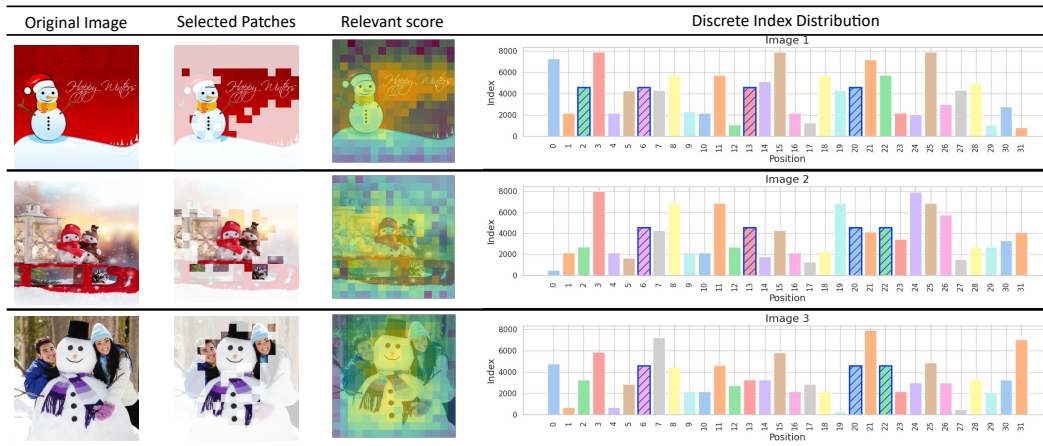 Original Image Selected Patches Relevant score Discrete Index Distribution
Happy Winters
Happy Winters
Happy Winters
Image 1
8000
6000
4000
2000
0
Index
0 1 2 3 4 5 6 7 8 9 10 11 12 13 14 15 16 17 18 19 20 21 22 23 24 25 26 27 28 29 30 31
Position
Image 2
8000
6000
4000
2000
0
Index
0 1 2 3 4 5 6 7 8 9 10 11 12 13 14 15 16 17 18 19 20 21 22 23 24 25 26 27 28 29 30 31
Position
Image 3
8000
6000
4000
2000
0
Index
0 1 2 3 4 5 6 7 8 9 10 11 12 13 14 15 16 17 18 19 20 21 22 23 24 25 26 27 28 29 30 31
Position